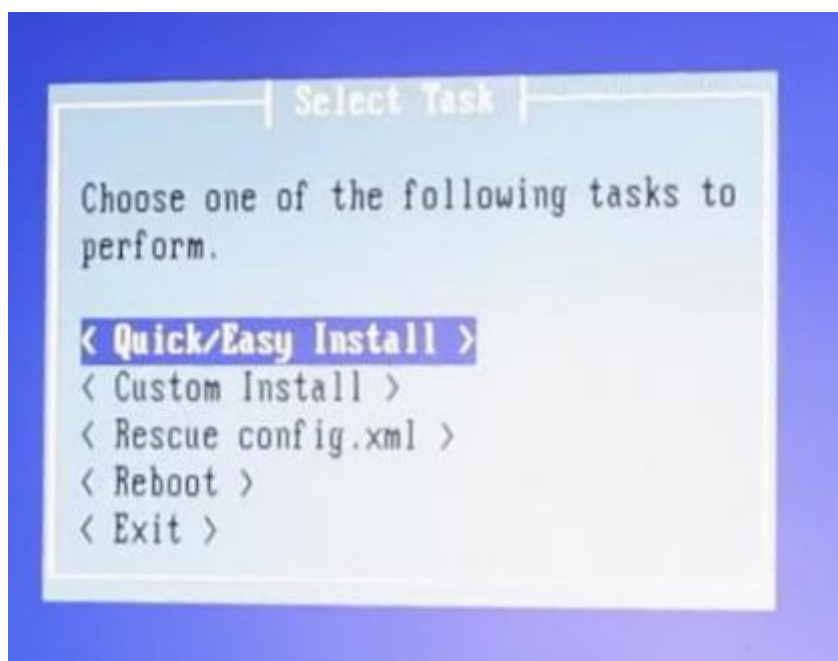 Select Task
Choose one of the following tasks to
perform.
< Quick/Easy Install >
< Custom Install >
< Rescue config.xml >
< Reboot >
< Exit >